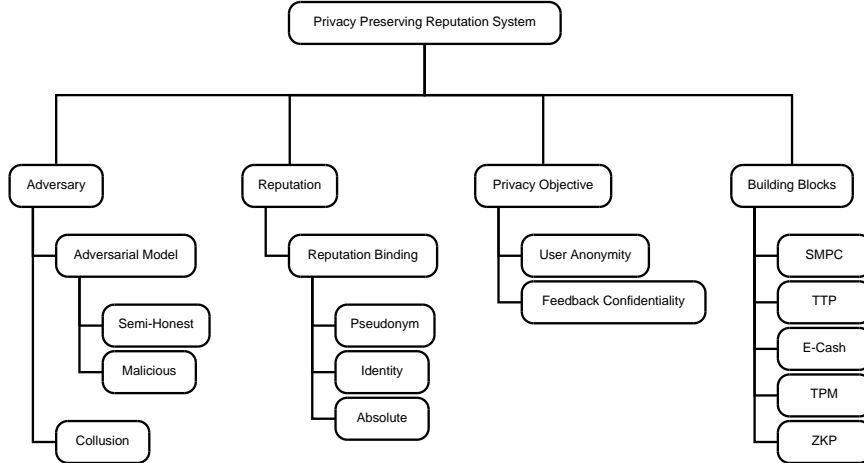 Privacy Preserving Reputation System
Adversary
Adversarial Model
Semi-Honest
Malicious
Collusion
Reputation
Reputation Binding
Pseudonym
Identity
Absolute
Privacy Objective
User Anonymity
Feedback Confidentiality
Building Blocks
SMPC
TTP
E-Cash
TPM
ZKP